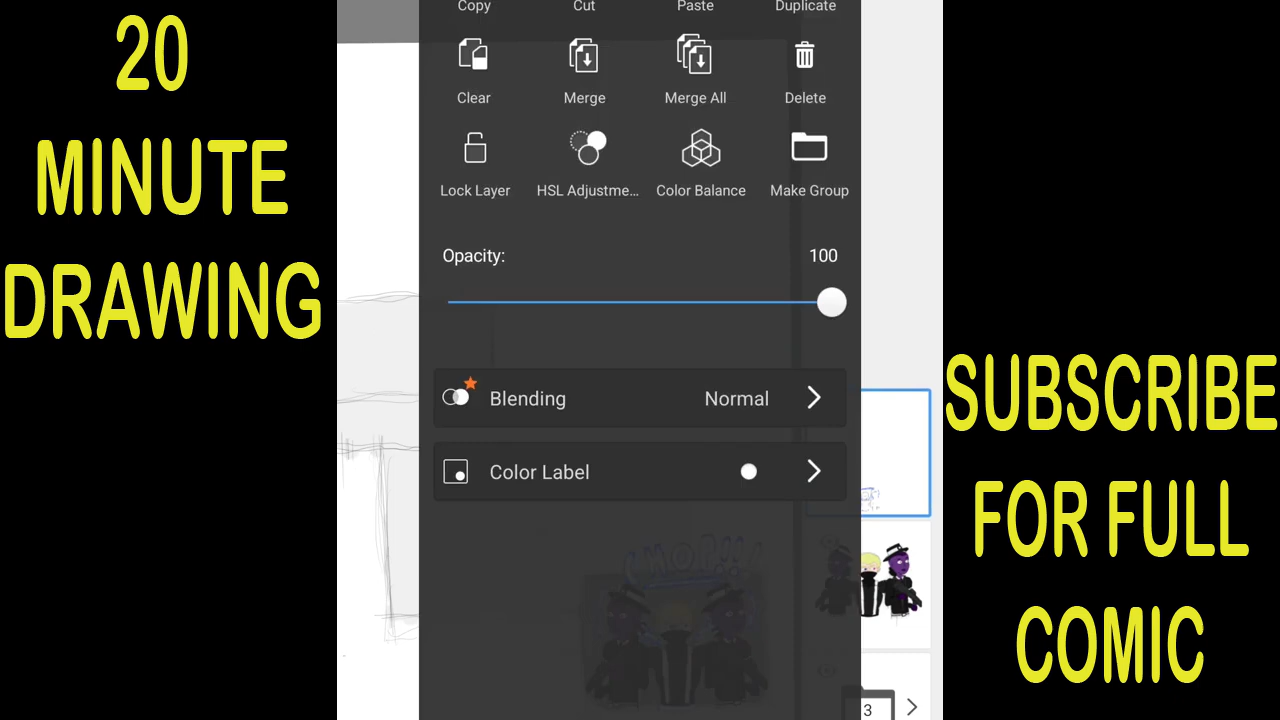 20
MINUTE
DRAWING
Copy Cut Paste Duplicate
Clear Merge Merge All Delete
Lock Layer HSL Adjustme... Color Balance Make Group
Opacity: 100
Blending Normal
Color Label
CHOP!!!
3
SUBSCRIBE
FOR FULL
COMIC